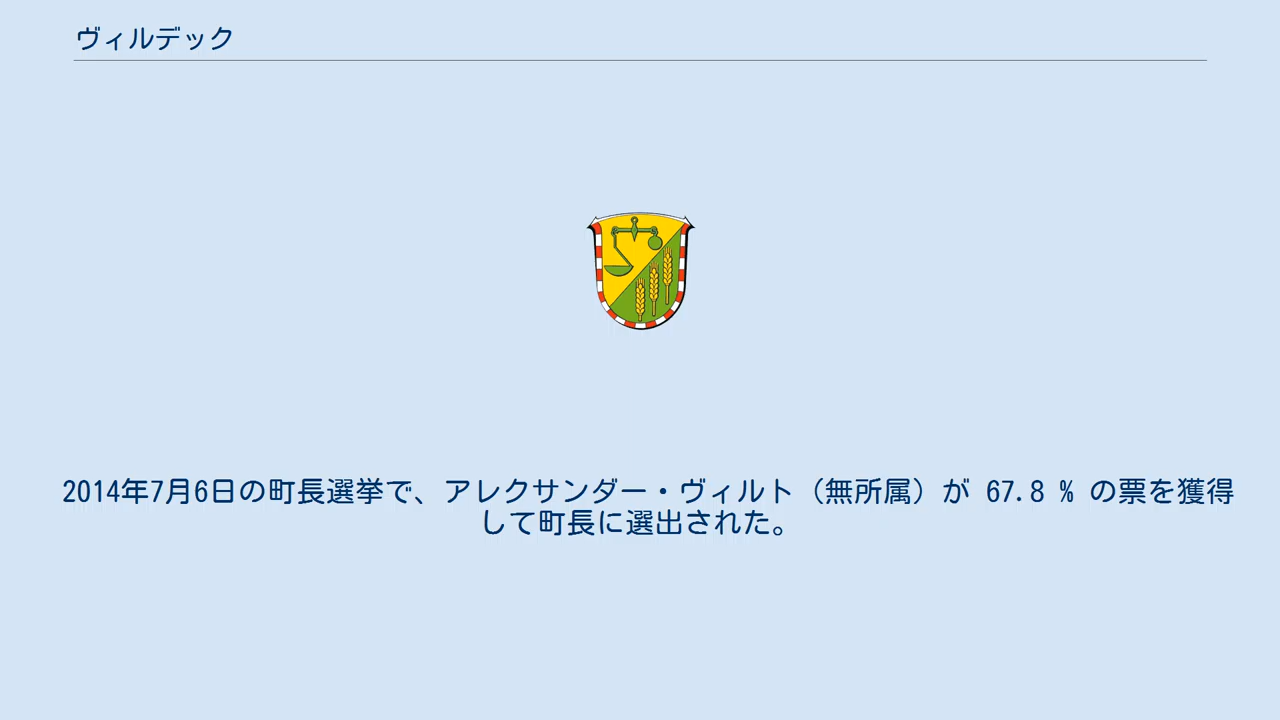 ヴィルデック
2014年7月6日の町長選挙で、アレクサンダー・ヴィルト（無所属）が 67.8 % の票を獲得
して町長に選出された。